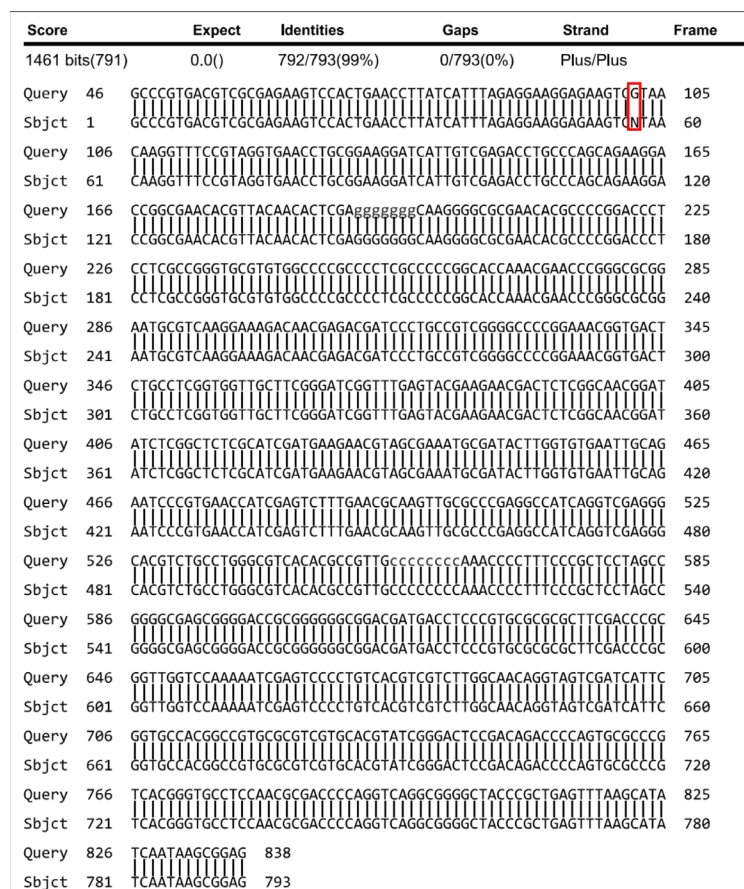 Score Expect Identities Gaps Strand Frame
1461 bits(791) 0.0() 792/793(99%) 0/793(0%) Plus/Plus
Query 46 GCCCGTGACGTCGCGAGAAGTCCACTGAACCTTATCATTTAGAGGAAGGAGAAGTCGTAA 105
Sbjct 1 GCCCGTGACGTCGCGAGAAGTCCACTGAACCTTATCATTTAGAGGAAGGAGAAGTCNTAA 60
Query 106 CAAGGTTTCCGTAGGTGAACCTGCGGAAGGATCATTGTCGAGACCTGCCCAGCAGAAGGA 165
Sbjct 61 CAAGGTTTCCGTAGGTGAACCTGCGGAAGGATCATTGTCGAGACCTGCCCAGCAGAAGGA 120
Query 166 CCGGCGAACACGTTACAACACTCGAgggggggCAAGGGGCGCGAACACGCCCCGGACCCT 225
Sbjct 121 CCGGCGAACACGTTACAACACTCGAGGGGGGGCAAGGGGCGCGAACACGCCCCGGACCCT 180
Query 226 CCTCGCCGGGTGCGTGTGGCCCCGCCCCTCGCCCCCGGCACCAAACGAACCCGGGCGCGG 285
Sbjct 181 CCTCGCCGGGTGCGTGTGGCCCCGCCCCTCGCCCCCGGCACCAAACGAACCCGGGCGCGG 240
Query 286 AATGCGTCAAGGAAAGACAACGAGACGATCCCTGCCGTCGGGGCCCCGGAAACGGTGACT 345
Sbjct 241 AATGCGTCAAGGAAAGACAACGAGACGATCCCTGCCGTCGGGGCCCCGGAAACGGTGACT 300
Query 346 CTGCCTCGGTGGTTGCTTCGGGATCGGTTTGAGTACGAAGAACGACTCTCGGCAACGGAT 405
Sbjct 301 CTGCCTCGGTGGTTGCTTCGGGATCGGTTTGAGTACGAAGAACGACTCTCGGCAACGGAT 360
Query 406 ATCTCGGCTCTCGCATCGATGAAGAACGTAGCGAAATGCGATACTTGGTGTGAATTGCAG 465
Sbjct 361 ATCTCGGCTCTCGCATCGATGAAGAACGTAGCGAAATGCGATACTTGGTGTGAATTGCAG 420
Query 466 AATCCCGTGAACCATCGAGTCTTTGAACGCAAGTTGCGCCCGAGGCCATCAGGTCGAGGG 525
Sbjct 421 AATCCCGTGAACCATCGAGTCTTTGAACGCAAGTTGCGCCCGAGGCCATCAGGTCGAGGG 480
Query 526 CACGTCTGCCTGGGCGTCACACGCCGTTGcccccccccAAACCCCTTTCCCGCTCCTAGCC 585
Sbjct 481 CACGTCTGCCTGGGCGTCACACGCCGTTGCCCCCCCCCAAACCCCTTTCCCGCTCCTAGCC 540
Query 586 GGGGCGAGCGGGGACCGCGGGGGGCGGACGATGACCTCCCGTGCGCGCGCTTCGACCCGC 645
Sbjct 541 GGGGCGAGCGGGGACCGCGGGGGGCGGACGATGACCTCCCGTGCGCGCGCTTCGACCCGC 600
Query 646 GGTTGGTCCAAAAATCGAGTCCCCTGTCACGTCGTCTTGGCAACAGGTAGTCGATCATTC 705
Sbjct 601 GGTTGGTCCAAAAATCGAGTCCCCTGTCACGTCGTCTTGGCAACAGGTAGTCGATCATTC 660
Query 706 GGTGCCACGGCCGTGCGCGTCGTGCACGTATCGGGACTCCGACAGACCCCAGTGCGCCCG 765
Sbjct 661 GGTGCCACGGCCGTGCGCGTCGTGCACGTATCGGGACTCCGACAGACCCCAGTGCGCCCG 720
Query 766 TCACGGGTGCCTCCAACGCGACCCCAGGTCAGGCGGGGCTACCCGCTGAGTTTAAGCATA 825
Sbjct 721 TCACGGGTGCCTCCAACGCGACCCCAGGTCAGGCGGGGCTACCCGCTGAGTTTAAGCATA 780
Query 826 TCAATAAGCGGAG 838
Sbjct 781 TCAATAAGCGGAG 793